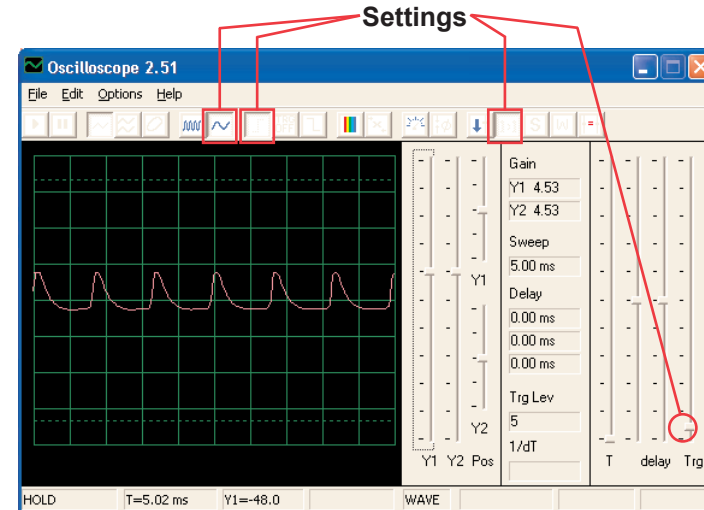 Settings
Oscilloscope 2.51
File Edit Options Help
Gain
Y1 4.53
Y2 4.53
Sweep
5.00 ms
Y1
Delay
0.00 ms
0.00 ms
0.00 ms
Trg Lev
5
Y2
1/dT
Y1 Y2 Pos
T delay Trg
HOLD T=5.02 ms Y1=-48.0 WAVE